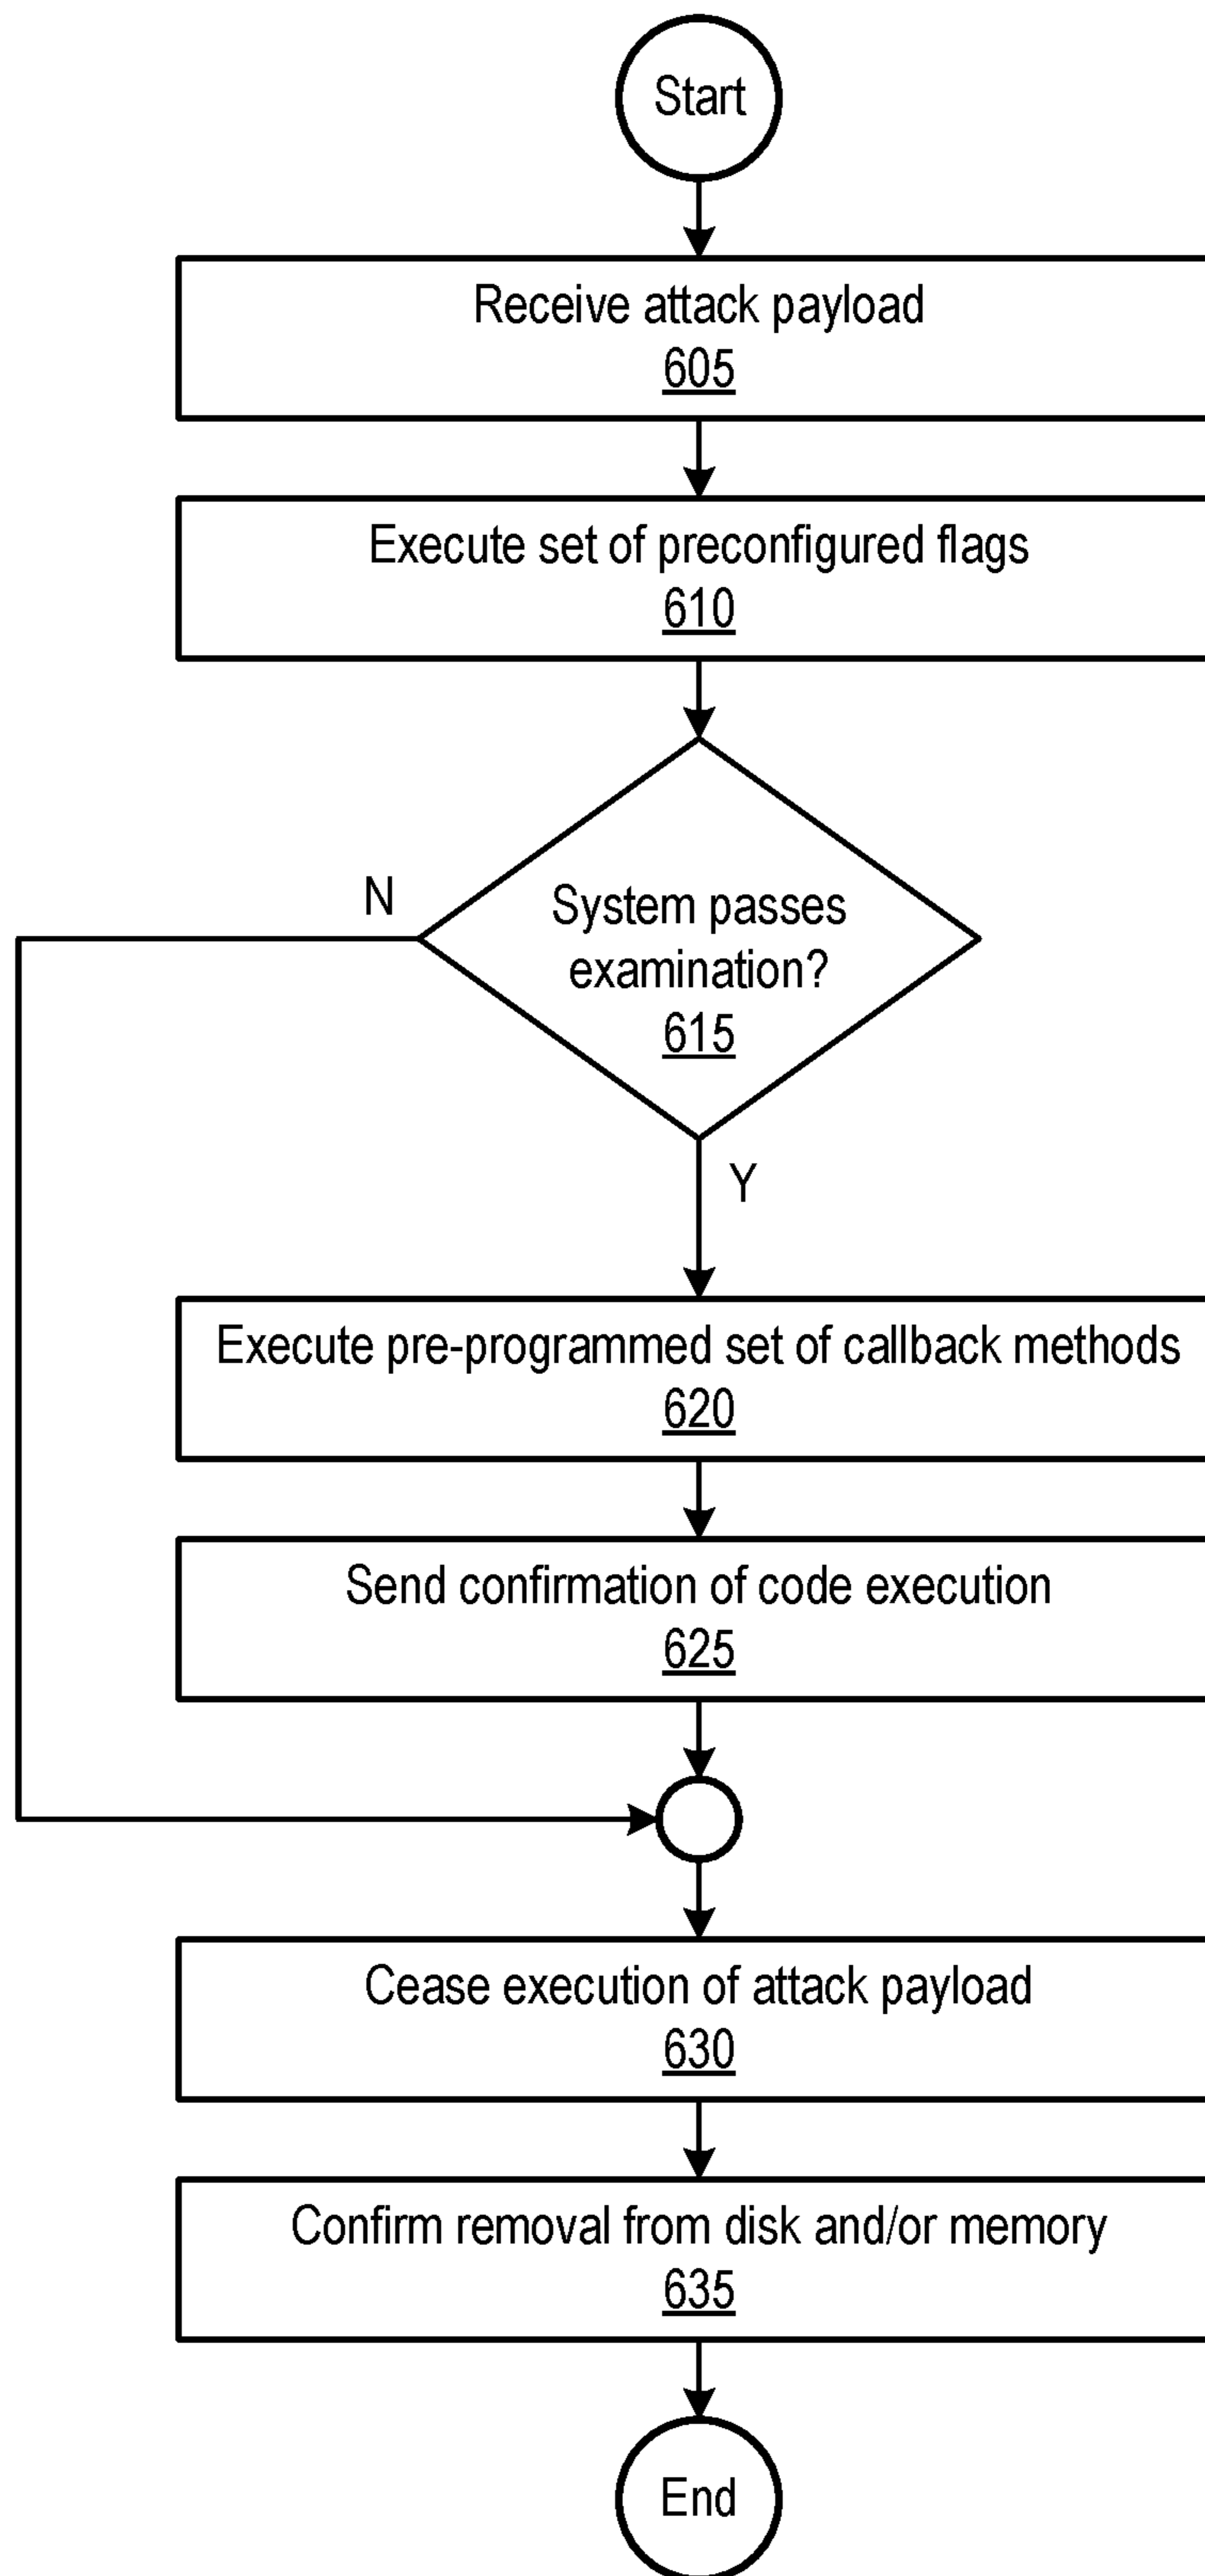 Start
Receive attack payload
605
Execute set of preconfigured flags
610
N
System passes
examination?
615
Y
Execute pre-programmed set of callback methods
620
Send confirmation of code execution
625
Cease execution of attack payload
630
Confirm removal from disk and/or memory
635
End